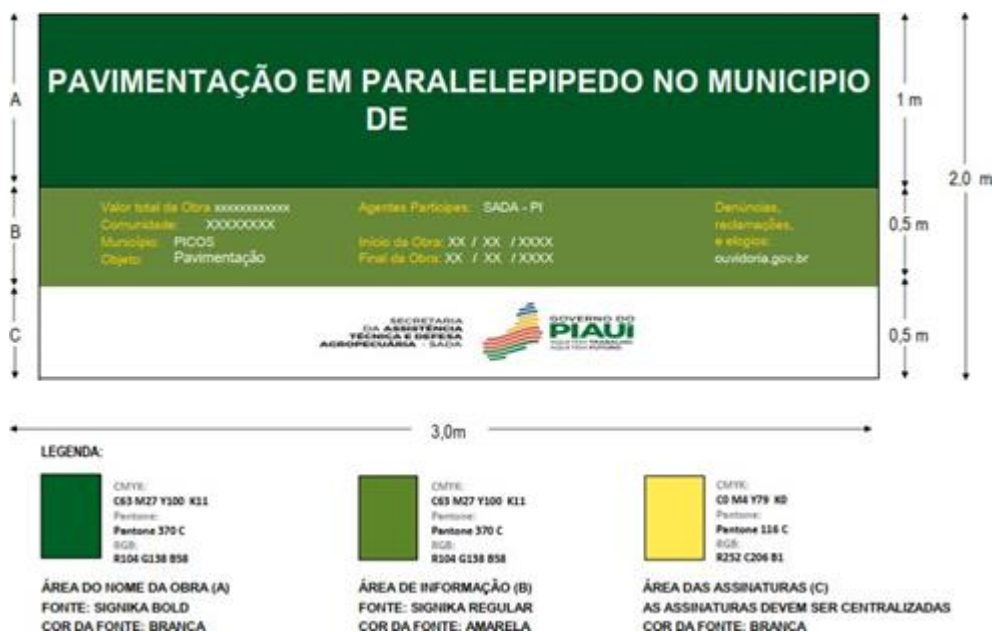 PAVIMENTAÇÃO EM PARALELEPIPEDO NO MUNICIPIO
DE
A
1 m
2,0 m
Valor total da Obra xxxxxxxxxxxx
Comunidade: XXXXXXXX
Município: PICOS
Objeto: Pavimentação
Agentes Participes: SADA - PI
Início da Obra: XX / XX / XXXX
Final da Obra: XX / XX / XXXX
Denúncias,
reclamações,
e elogios:
ouvidoria.gov.br
B
0,5 m
SECRETARIA
DA ASSISTÊNCIA
TÉCNICA E DEFESA
AGROPECUÁRIA - SADA
GOVERNO DO
PIAUÍ
AQUI TEM TRABALHO,
AQUI TEM FUTURO.
C
0,5 m
3,0m
LEGENDA:
CMYK:
C63 M27 Y100 K11
Pantone:
Pantone 370 C
RGB:
R104 G138 B58
ÁREA DO NOME DA OBRA (A)
FONTE: SIGNIKA BOLD
COR DA FONTE: BRANCA
CMYK:
C63 M27 Y100 K11
Pantone:
Pantone 370 C
RGB:
R104 G138 B58
ÁREA DE INFORMAÇÃO (B)
FONTE: SIGNIKA REGULAR
COR DA FONTE: AMARELA
CMYK:
C0 M4 Y79 K0
Pantone:
Pantone 116 C
RGB:
R252 C206 B1
ÁREA DAS ASSINATURAS (C)
AS ASSINATURAS DEVEM SER CENTRALIZADAS
COR DA FONTE: BRANCA